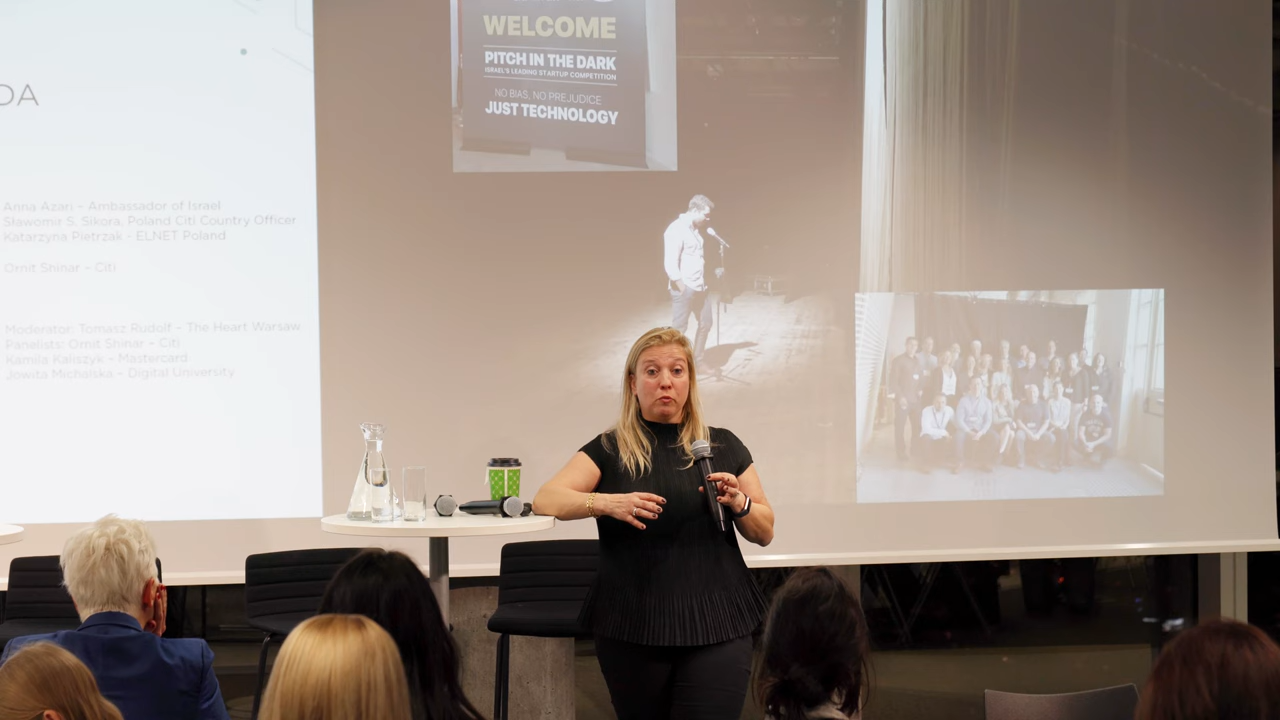 DA
Anna Azari – Ambassador of Israel
Sławomir S. Sikora, Poland Citi Country Officer
Katarzyna Pietrzak - ELNET Poland
Ornit Shinar – Citi
Moderator: Tomasz Rudolf – The Heart Warsaw
Panelists: Ornit Shinar – Citi
Kamila Kaliszyk – Mastercard
Jowita Michalska – Digital University
WELCOME
PITCH IN THE DARK
ISRAEL'S LEADING STARTUP COMPETITION
NO BIAS, NO PREJUDICE
JUST TECHNOLOGY